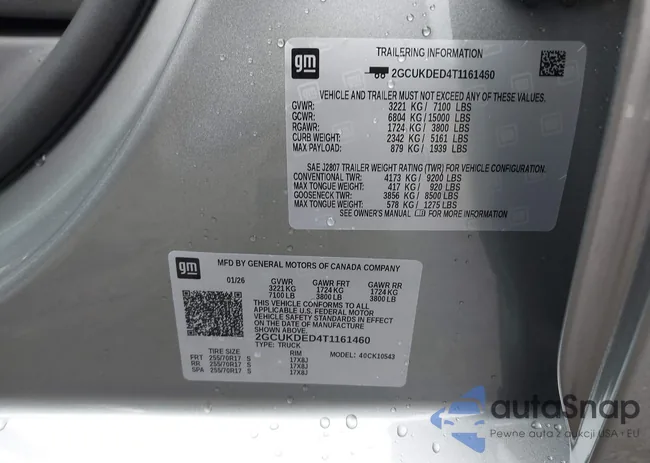 gm
TRAILERING INFORMATION
2GCUKDED4T1161460
VEHICLE AND TRAILER MUST NOT EXCEED ANY OF THESE VALUES.
GVWR: 3221 KG / 7100 LBS
GCWR: 6804 KG / 15000 LBS
RGAWR: 1724 KG / 3800 LBS
CURB WEIGHT: 2342 KG / 5161 LBS
MAX PAYLOAD: 879 KG / 1939 LBS
SAE J2807 TRAILER WEIGHT RATING (TWR) FOR VEHICLE CONFIGURATION.
CONVENTIONAL TWR: 4173 KG / 9200 LBS
MAX TONGUE WEIGHT: 417 KG / 920 LBS
GOOSENECK TWR: 3856 KG / 8500 LBS
MAX TONGUE WEIGHT: 578 KG / 1275 LBS
SEE OWNER'S MANUAL FOR MORE INFORMATION
gm
MFD BY GENERAL MOTORS OF CANADA COMPANY
01/26 GVWR GAWR FRT GAWR RR
3221 KG 1724 KG 1724 KG
7100 LB 3800 LB 3800 LB
THIS VEHICLE CONFORMS TO ALL
APPLICABLE U.S. FEDERAL MOTOR
VEHICLE SAFETY STANDARDS IN EFFECT
ON THE DATE OF MANUFACTURE
SHOWN ABOVE.
2GCUKDED4T1161460
TYPE: TRUCK
TIRE SIZE RIM MODEL: 40CK10543
FRT 255/70R17 S 17X8J
RR 255/70R17 S 17X8J
SPA 255/70R17 S 17X8J
autoSnap
Pewne auta z aukcji USA i EU